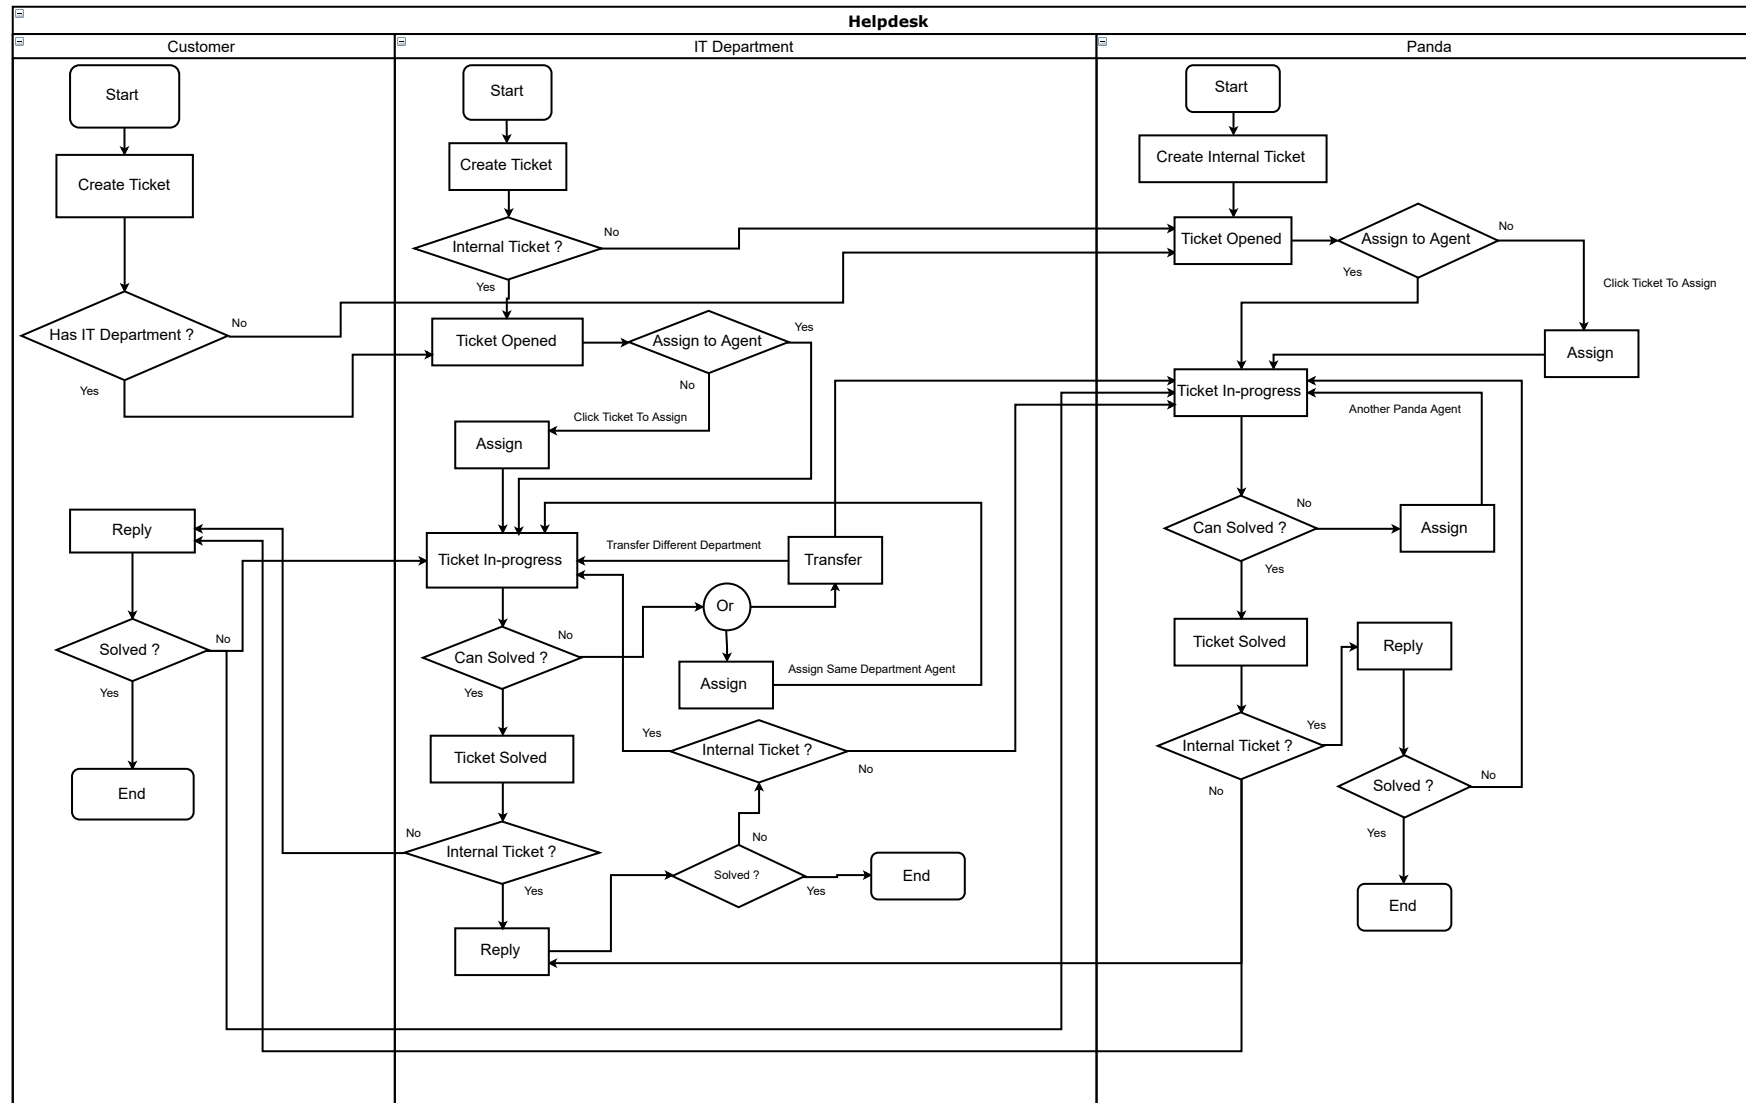 Helpdesk
Customer
IT Department
Panda
Start
Create Ticket
Has IT Department ?
No
Yes
Reply
Solved ?
No
Yes
End
Start
Create Ticket
Internal Ticket ?
No
Yes
Ticket Opened
Assign to Agent
Yes
No
Click Ticket To Assign
Assign
Ticket In-progress
Transfer Different Department
Transfer
Or
No
Can Solved ?
Yes
Assign
Assign Same Department Agent
Ticket Solved
Yes
Internal Ticket ?
No
No
Internal Ticket ?
Yes
No
Solved ?
Yes
End
Reply
Start
Create Internal Ticket
Ticket Opened
Assign to Agent
No
Yes
Click Ticket To Assign
Assign
Ticket In-progress
Another Panda Agent
Can Solved ?
No
Assign
Yes
Ticket Solved
Reply
Internal Ticket ?
Yes
No
Solved ?
No
Yes
End